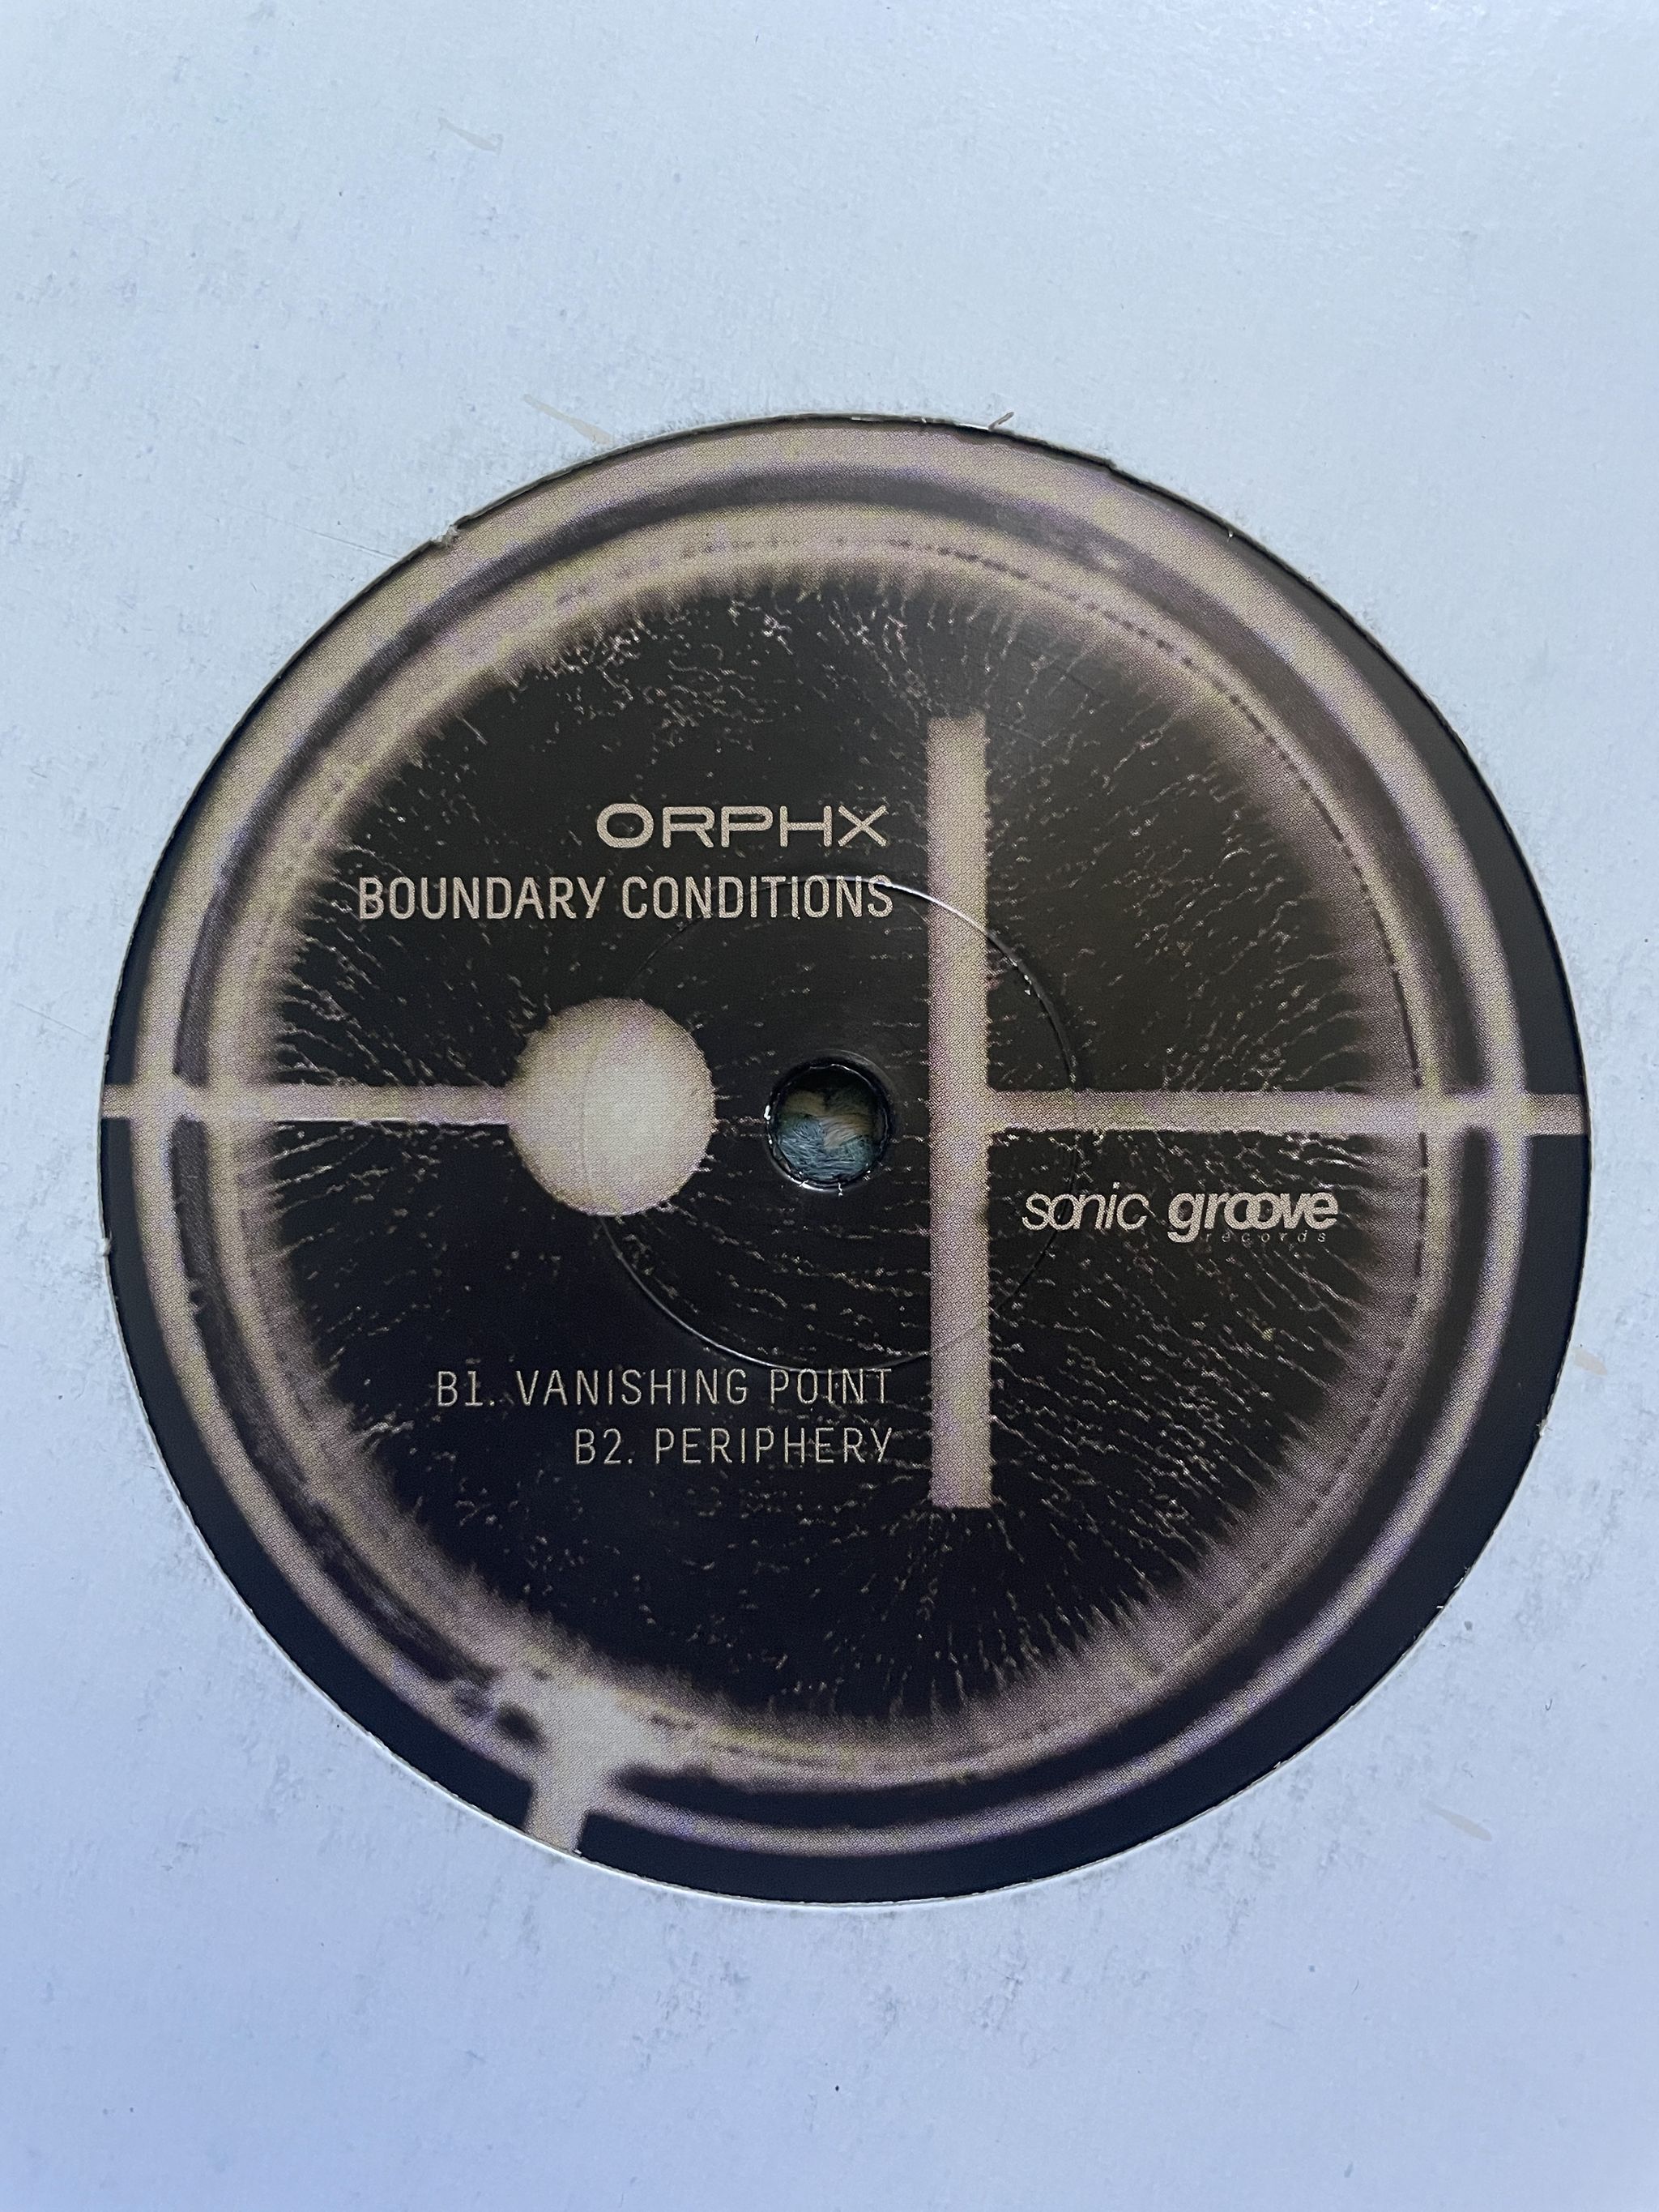 ORPHX
BOUNDARY CONDITIONS
sonic groove
records
B1. VANISHING POINT
B2. PERIPHERY